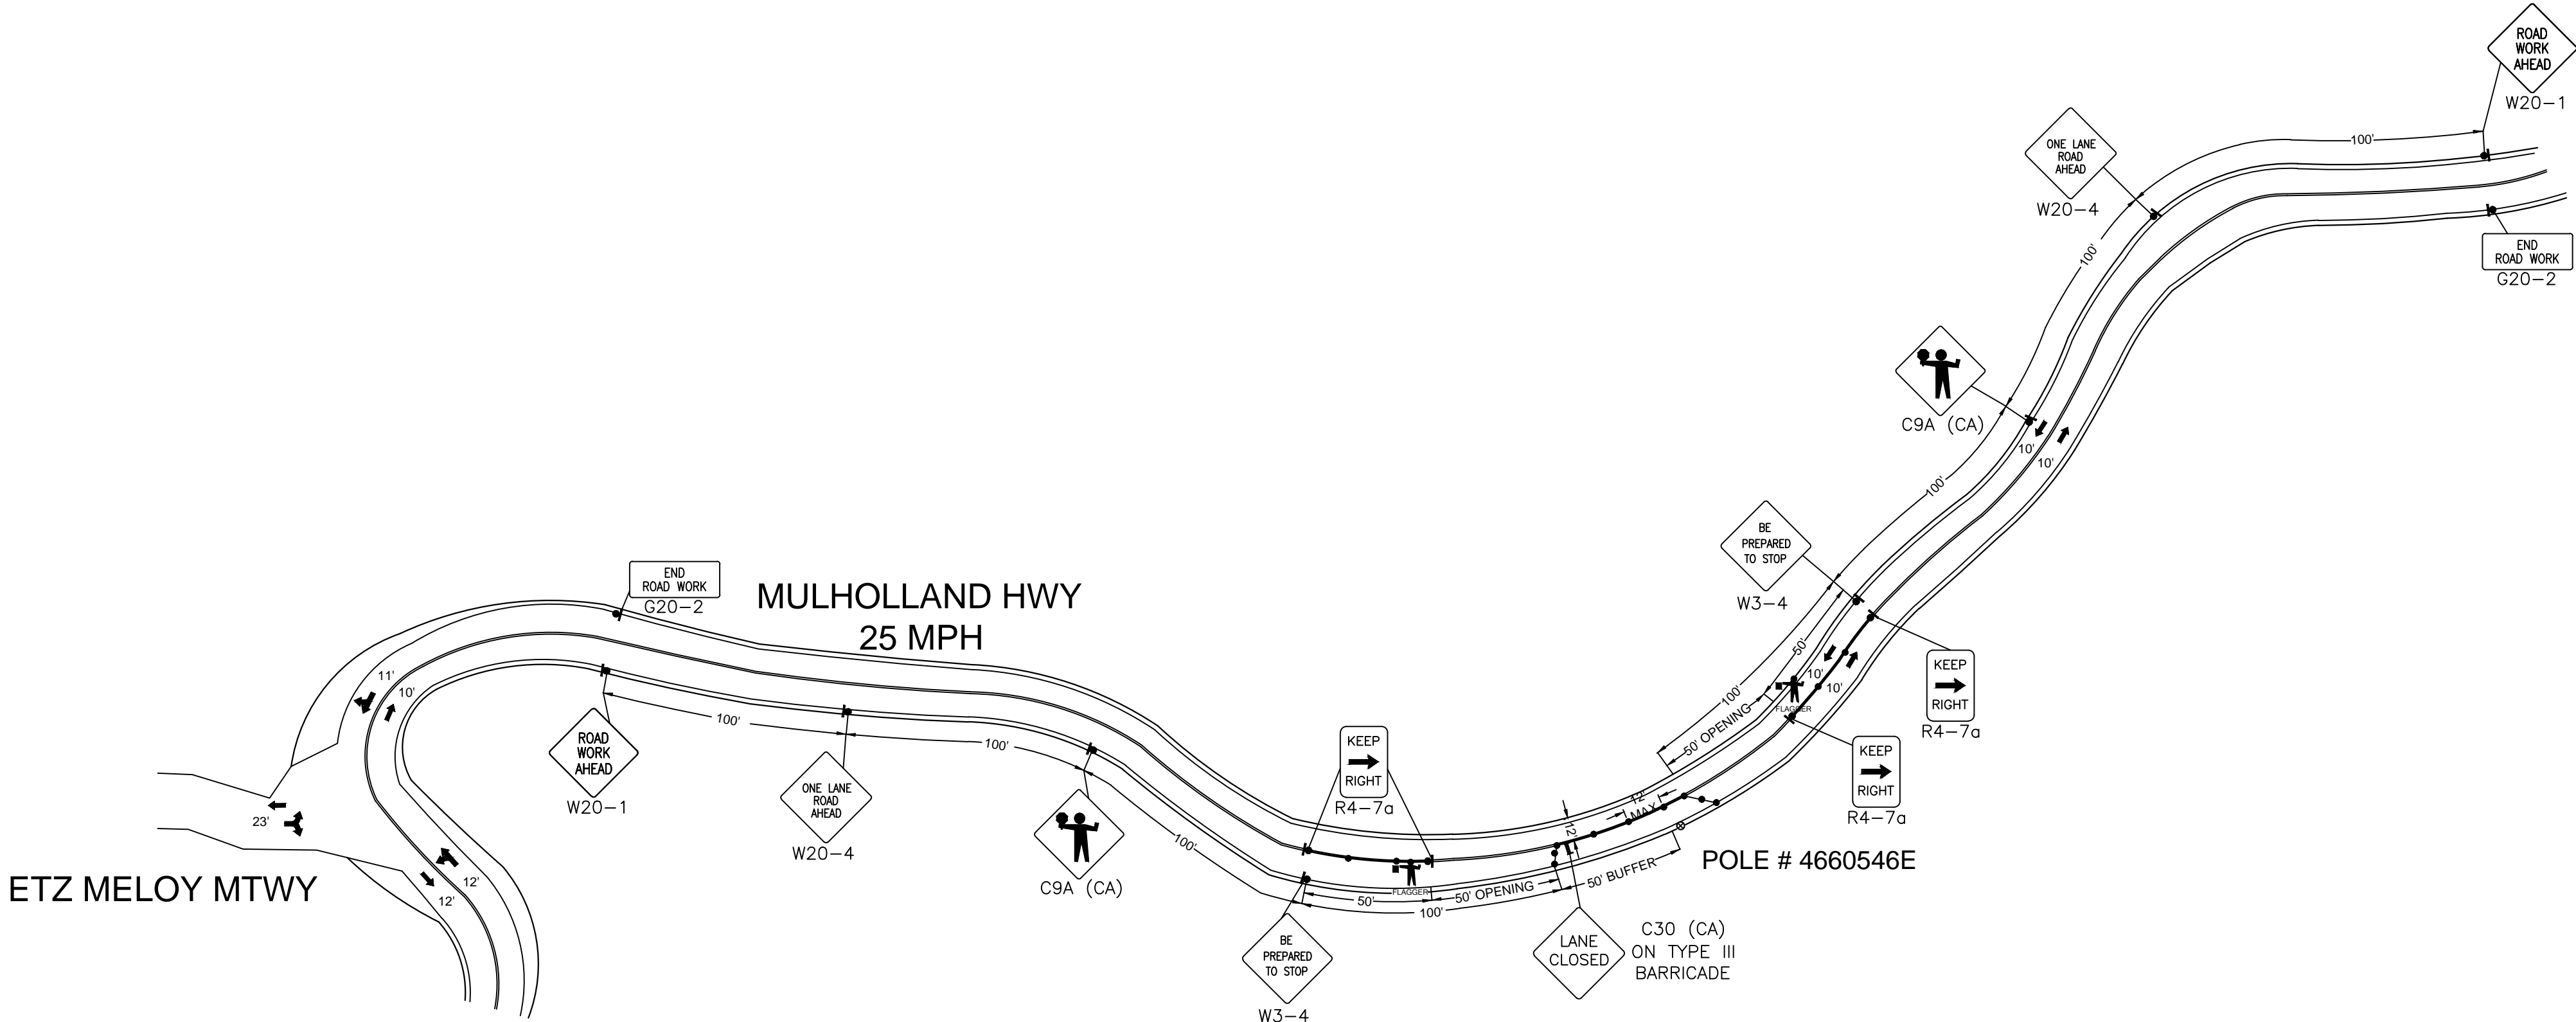 ROAD
WORK
AHEAD
W20-1
100'
ONE LANE
ROAD
AHEAD
W20-4
100'
END
ROAD WORK
G20-2
C9A (CA)
10'
10'
100'
BE
PREPARED
TO STOP
W3-4
END
ROAD WORK
G20-2
MULHOLLAND HWY
25 MPH
50'
100'
10'
10'
FLAGGER
50' OPENING
KEEP
RIGHT
R4-7a
KEEP
RIGHT
R4-7a
11'
10'
ROAD
WORK
AHEAD
W20-1
100'
ONE LANE
ROAD
AHEAD
W20-4
100'
C9A (CA)
100'
KEEP
RIGHT
R4-7a
12'
MAX
12'
23'
ETZ MELOY MTWY
12'
12'
FLAGGER
50'
50' OPENING
50' BUFFER
100'
POLE # 4660546E
BE
PREPARED
TO STOP
W3-4
LANE
CLOSED
C30 (CA)
ON TYPE III
BARRICADE